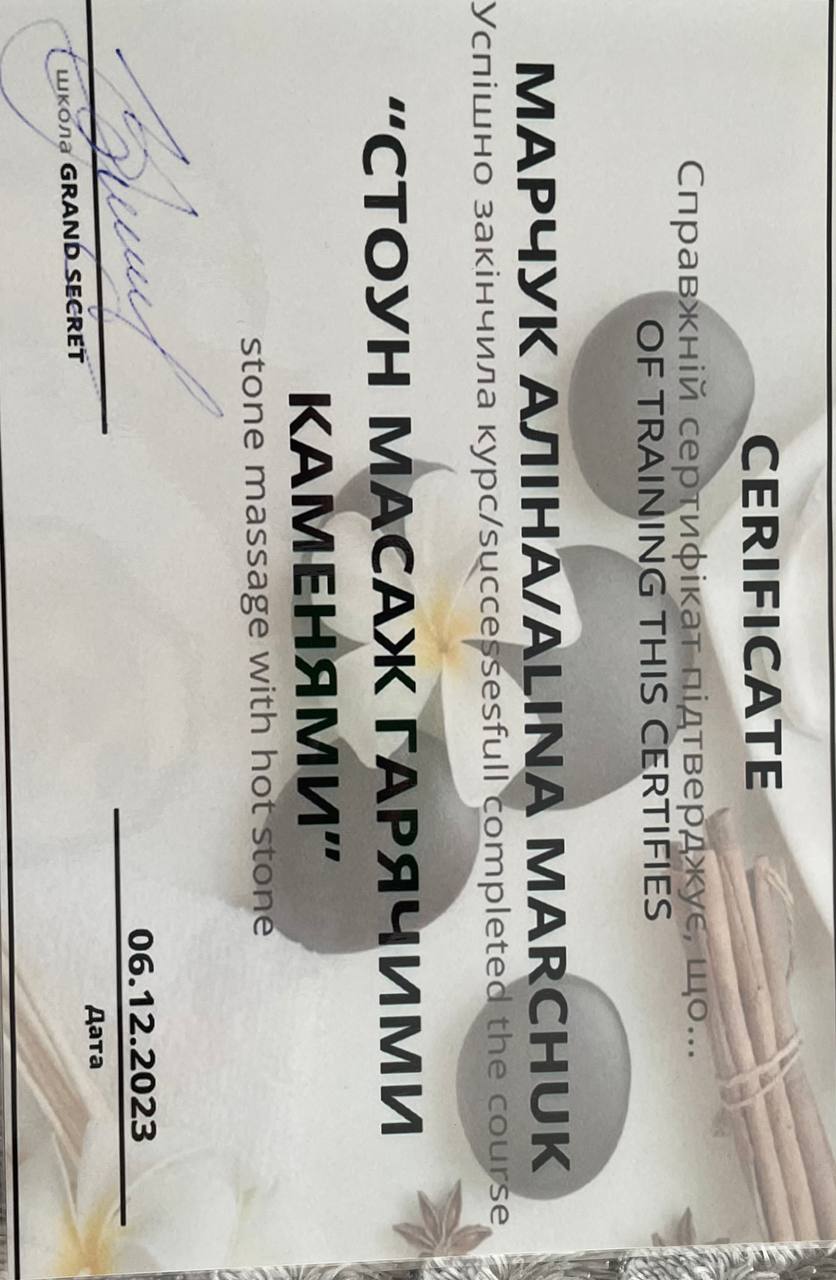 CERIFICATE
Справжній сертифікат підтверджує, що...
OF TRAINING THIS CERTIFIES
МАРЧУК АЛІНА/ALINA MARCHUK
Успішно закінчила курс/successesfull completed the course
“СТОУН МАСАЖ ГАРЯЧИМИ
КАМЕНЯМИ”
stone massage with hot stone
06.12.2023
Дата
школа GRAND SECRET